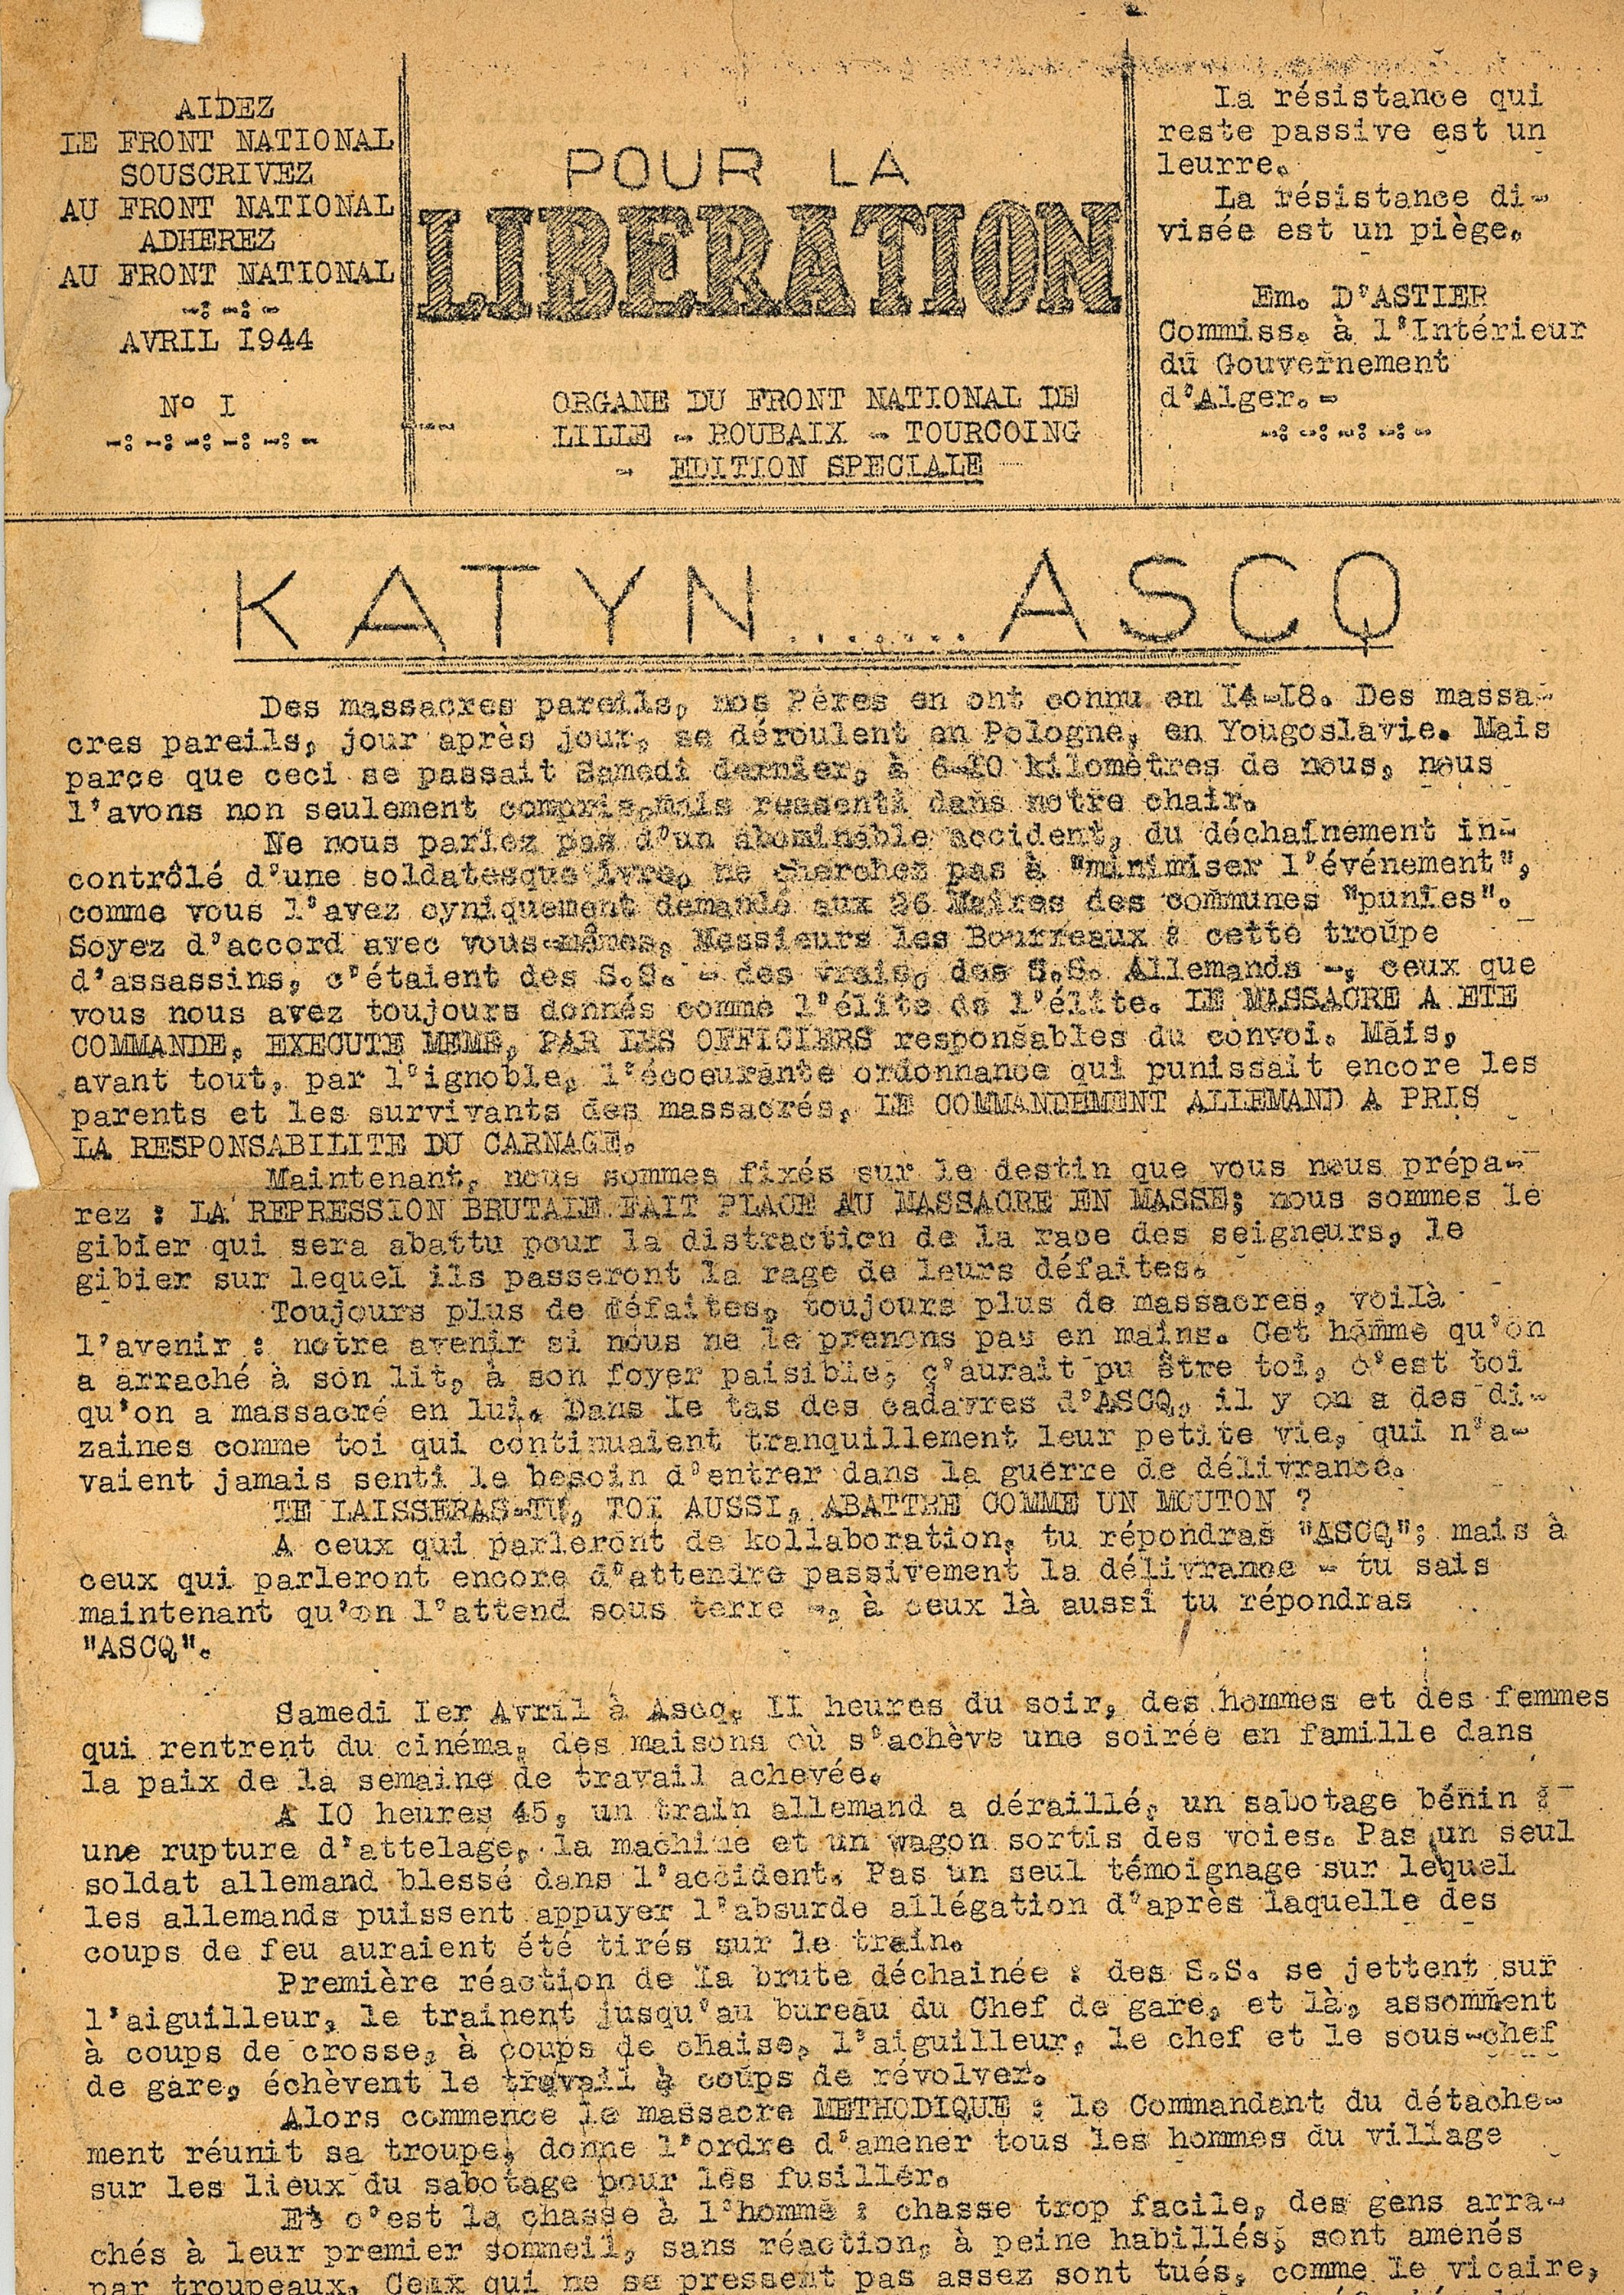 AIDEZ
LE FRONT NATIONAL
SOUSCRIVEZ
AU FRONT NATIONAL
ADHEREZ
AU FRONT NATIONAL
-:-:-
AVRIL I944
N° I
-:-:-:-:-:-
POUR LA
LIBERATION
ORGANE DU FRONT NATIONAL DE
LILLE - ROUBAIX - TOURCOING
- EDITION SPECIALE -
La résistance qui
reste passive est un
leurre.
La résistance di-
visée est un piège.
Em. D'ASTIER
Commiss. à l'Intérieur
du Gouvernement
d'Alger.-
-:-:-:-:-
KATYN.......ASCQ
Des massacres pareils, nos Pères en ont connu en I4-I8. Des massa-
cres pareils, jour après jour, se déroulent en Pologne, en Yougoslavie. Mais
parce que ceci se passait Samedi dernier, à 6-I0 kilomètres de nous, nous
l'avons non seulement compris,mais ressenti dans notre chair.
Ne nous parlez pas d'un abominable accident, du déchaînement in-
contrôlé d'une soldatesque ivre, ne cherchez pas à "minimiser l'événement",
comme vous l'avez cyniquement demandé aux 26 Maires des communes "punies".
Soyez d'accord avec vous-mêmes, Messieurs les Bourreaux : cette troupe
d'assassins, c'étaient des S.S. - des vrais, des S.S. Allemands -, ceux que
vous nous avez toujours donnés comme l'élite de l'élite. LE MASSACRE A ETE
COMMANDE, EXECUTE MEME, PAR LES OFFICIERS responsables du convoi. Mais,
avant tout, par l'ignoble, l'écoeurante ordonnance qui punissait encore les
parents et les survivants des massacrés, LE COMMANDEMENT ALLEMAND A PRIS
LA RESPONSABILITE DU CARNAGE.
Maintenant, nous sommes fixés sur le destin que vous nous prépa-
rez : LA REPRESSION BRUTALE FAIT PLACE AU MASSACRE EN MASSE; nous sommes le
gibier qui sera abattu pour la distraction de la race des seigneurs, le
gibier sur lequel ils passeront la rage de leurs défaites.
Toujours plus de défaites, toujours plus de massacres, voilà
l'avenir : notre avenir si nous ne le prenons pas en mains. Cet homme qu'on
a arraché à son lit, à son foyer paisible, ç'aurait pu être toi, c'est toi
qu'on a massacré en lui. Dans le tas des cadavres d'ASCQ, il y en a des di-
zaines comme toi qui continuaient tranquillement leur petite vie, qui n'a-
vaient jamais senti le besoin d'entrer dans la guerre de délivrance.
TE LAISSERAS-TU, TOI AUSSI, ABATTRE COMME UN MOUTON ?
A ceux qui parleront de kollaboration, tu répondras "ASCQ"; mais à
ceux qui parleront encore d'attendre passivement la délivrance - tu sais
maintenant qu'on l'attend sous terre -, à ceux là aussi tu répondras
"ASCQ".
Samedi Ier Avril à Ascq, II heures du soir, des hommes et des femmes
qui rentrent du cinéma, des maisons où s'achève une soirée en famille dans
la paix de la semaine de travail achevée.
A I0 heures 45, un train allemand a déraillé, un sabotage bénin :
une rupture d'attelage, la machine et un wagon sortis des voies. Pas un seul
soldat allemand blessé dans l'accident. Pas un seul témoignage sur lequel
les allemands puissent appuyer l'absurde allégation d'après laquelle des
coups de feu auraient été tirés sur le train.
Première réaction de la brute déchainée : des S.S. se jettent sur
l'aiguilleur, le trainent jusqu'au bureau du Chef de gare, et là, assomment
à coups de crosse, à coups de chaise, l'aiguilleur, le chef et le sous-chef
de gare, échèvent le travail à coups de révolver.
Alors commence le massacre METHODIQUE : le Commandant du détache-
ment réunit sa troupe, donne l'ordre d'amener tous les hommes du village
sur les lieux du sabotage pour les fusiller.
Et c'est la chasse à l'homme : chasse trop facile, des gens arra-
chés à leur premier sommeil, sans réaction, à peine habillés, sont amenés
par troupeaux. Ceux qui ne se pressent pas assez sont tués, comme le vicaire,